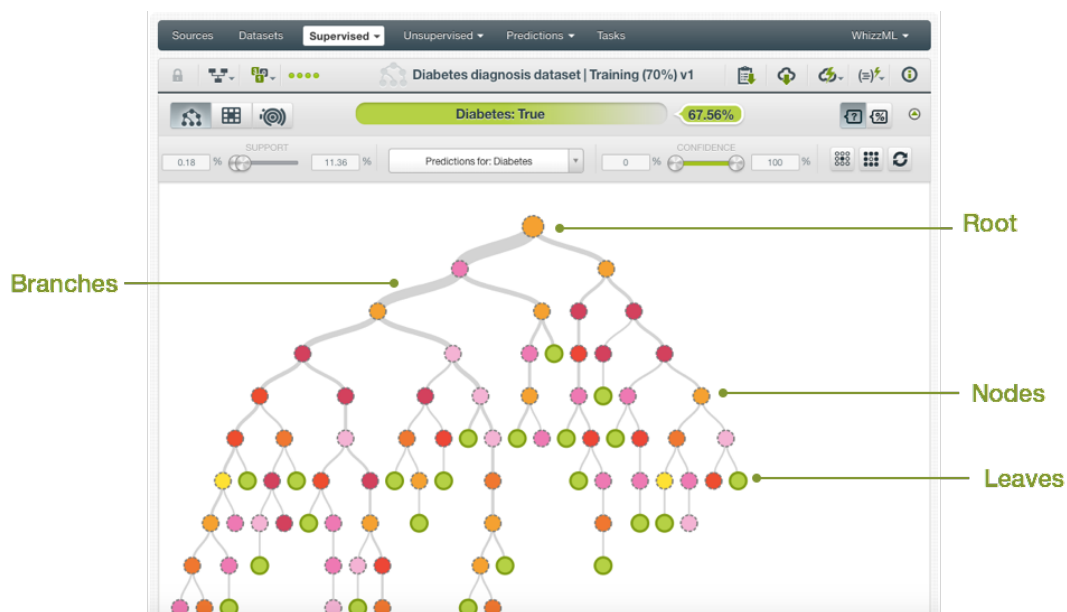 Sources Datasets Supervised Unsupervised Predictions Tasks WhizzML
Diabetes diagnosis dataset | Training (70%) v1
Diabetes: True 67.56%
SUPPORT CONFIDENCE
0.18 % 11.36 % Predictions for: Diabetes 0 % 100 %
Root
Branches
Nodes
Leaves